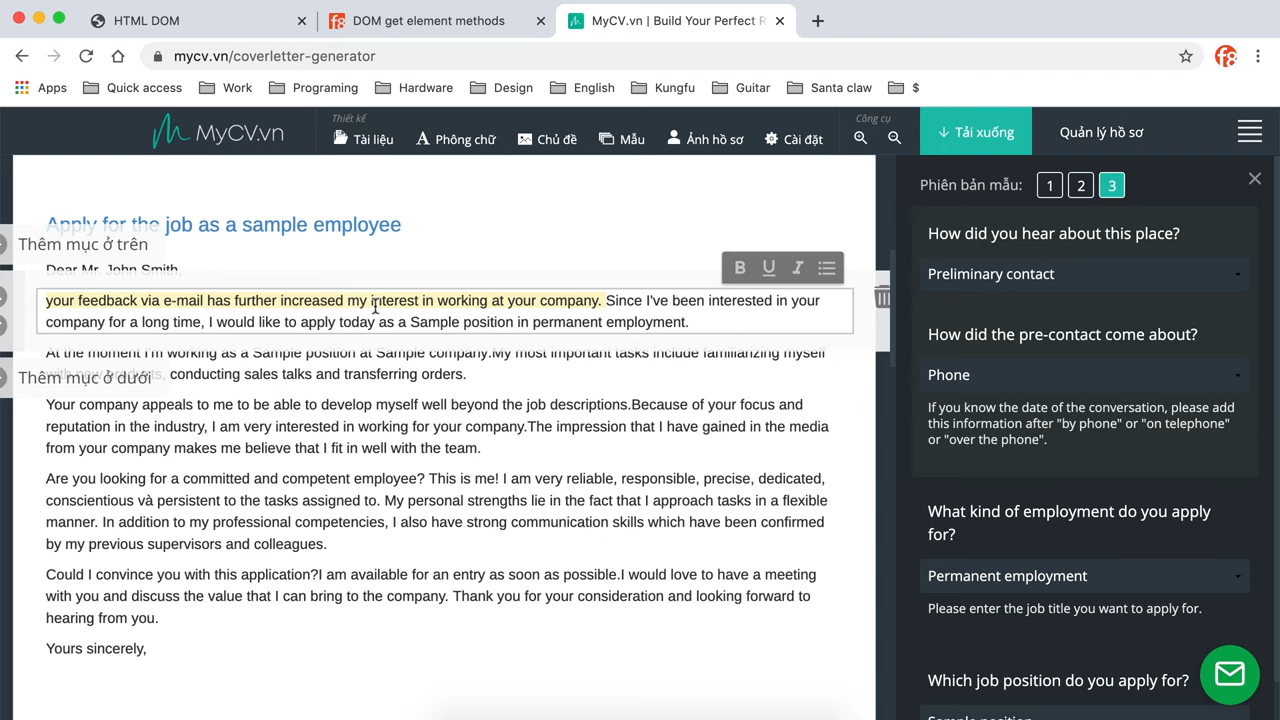 HTML DOM
DOM get element methods
MyCV.vn | Build Your Perfect R
mycv.vn/coverletter-generator
Apps Quick access Work Programing Hardware Design English Kungfu Guitar Santa claw $
MyCV.vn
Thiết kế
Tài liệu Phông chữ Chủ đề Mẫu Ảnh hồ sơ Cài đặt
Công cụ
Tải xuống
Quản lý hồ sơ
Apply for the job as a sample employee
Thêm mục ở trên
Dear Mr. John Smith,
B U I
your feedback via e-mail has further increased my interest in working at your company. Since I've been interested in your
company for a long time, I would like to apply today as a Sample position in permanent employment.
At the moment I'm working as a Sample position at Sample company.My most important tasks include familiarizing myself
with new products, conducting sales talks and transferring orders.
Thêm mục ở dưới
Your company appeals to me to be able to develop myself well beyond the job descriptions.Because of your focus and
reputation in the industry, I am very interested in working for your company.The impression that I have gained in the media
from your company makes me believe that I fit in well with the team.
Are you looking for a committed and competent employee? This is me! I am very reliable, responsible, precise, dedicated,
conscientious và persistent to the tasks assigned to. My personal strengths lie in the fact that I approach tasks in a flexible
manner. In addition to my professional competencies, I also have strong communication skills which have been confirmed
by my previous supervisors and colleagues.
Could I convince you with this application?I am available for an entry as soon as possible.I would love to have a meeting
with you and discuss the value that I can bring to the company. Thank you for your consideration and looking forward to
hearing from you.
Yours sincerely,
Phiên bản mẫu: 1 2 3
How did you hear about this place?
Preliminary contact
How did the pre-contact come about?
Phone
If you know the date of the conversation, please add
this information after "by phone" or "on telephone"
or "over the phone".
What kind of employment do you apply
for?
Permanent employment
Please enter the job title you want to apply for.
Which job position do you apply for?
Sample position